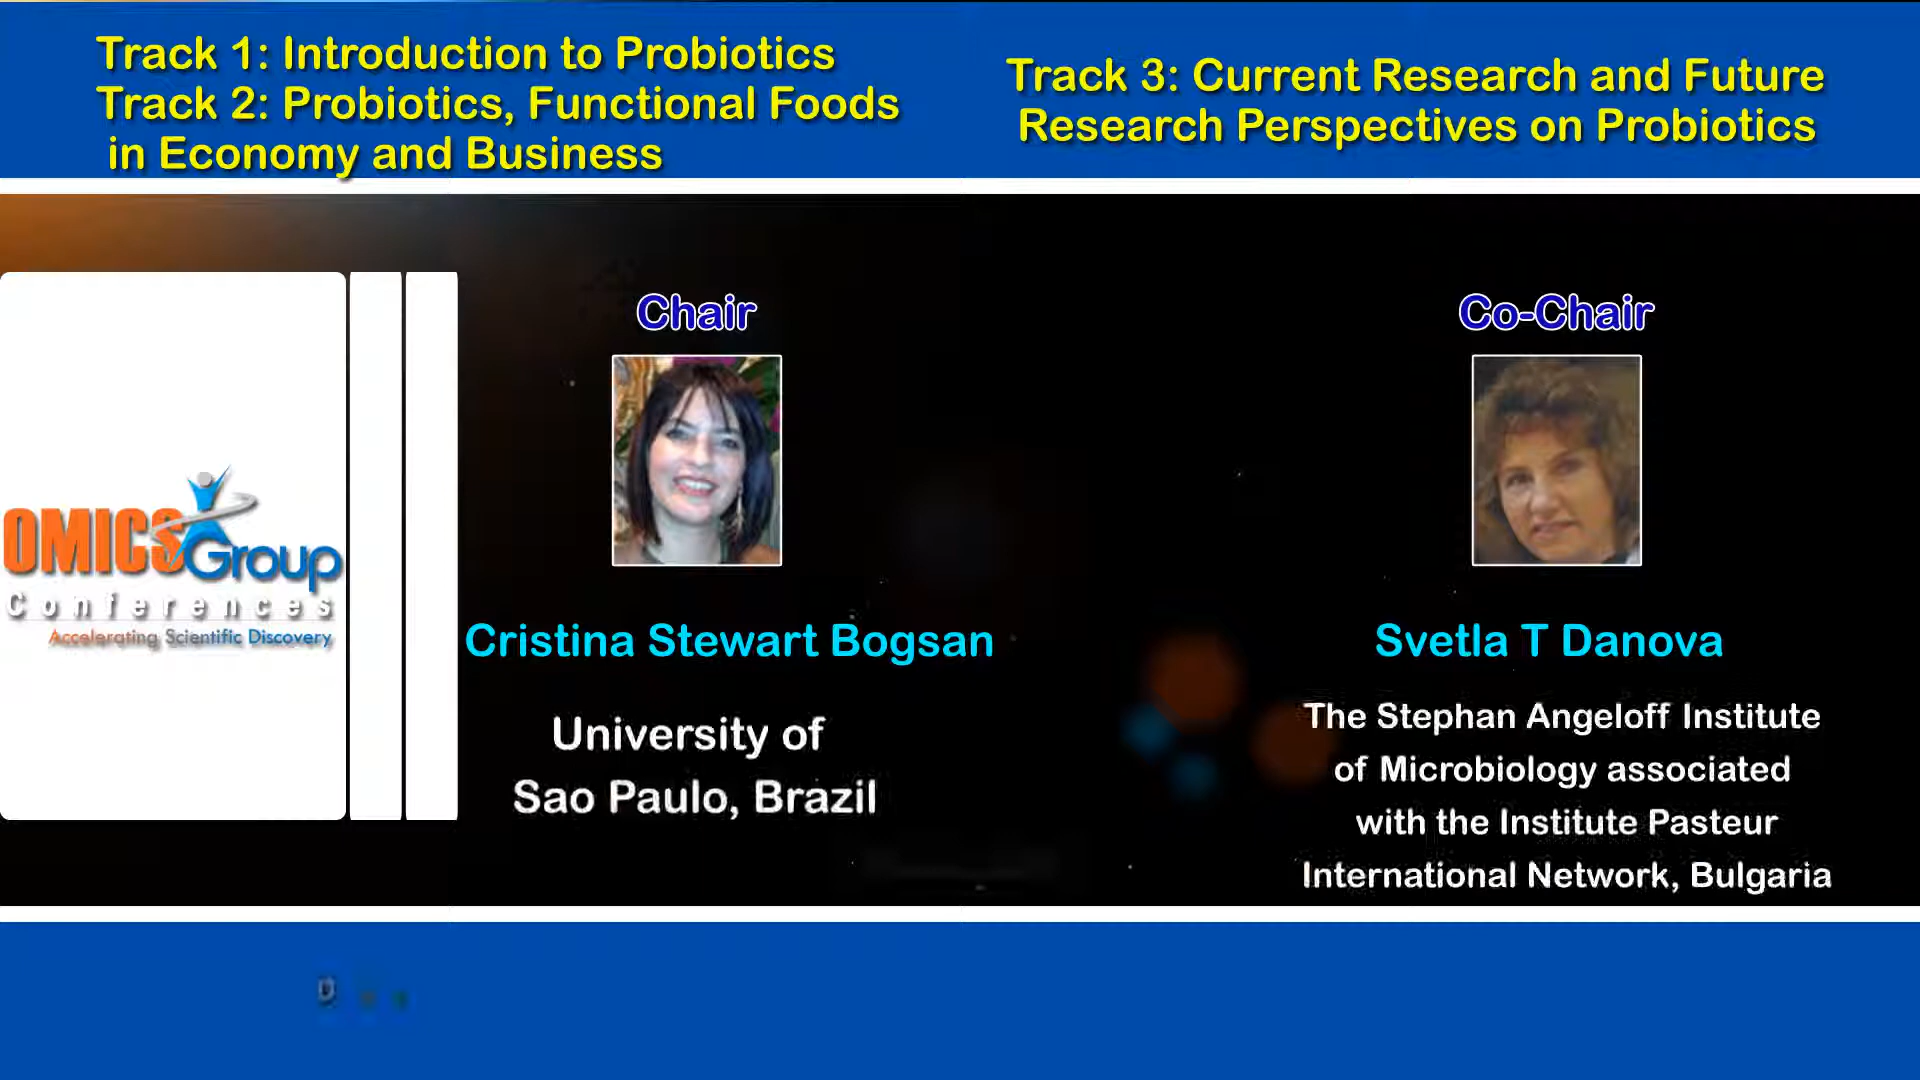 Track 1: Introduction to Probiotics
Track 2: Probiotics, Functional Foods
in Economy and Business
Track 3: Current Research and Future
Research Perspectives on Probiotics
OMICS Group
Conferences
Accelerating Scientific Discovery
Chair
Cristina Stewart Bogsan
University of
Sao Paulo, Brazil
Co-Chair
Svetla T Danova
The Stephan Angeloff Institute
of Microbiology associated
with the Institute Pasteur
International Network, Bulgaria